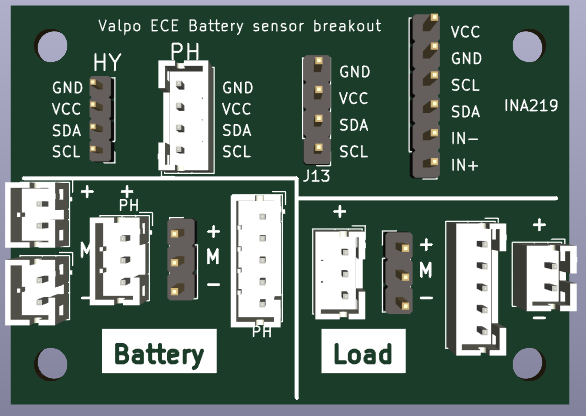 Valpo ECE Battery sensor breakout
HY
GND
VCC
SDA
SCL
PH
GND
VCC
SDA
SCL
GND
VCC
SDA
SCL
J13
VCC
GND
SCL
SDA
IN-
IN+
INA219
+
M
-
+
PH
+
M
-
PH
Battery
+
+
M
-
+
-
Load